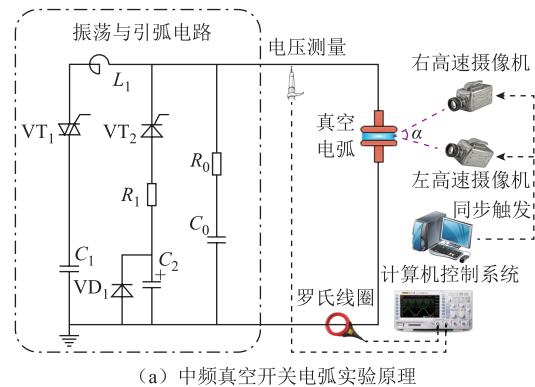 振荡与引弧电路
电压测量
右高速摄像机
L₁
VT₁
VT₂
真空
电弧
α
R₀
左高速摄像机
同步触发
R₁
C₀
C₁
C₂
+
VD₁
计算机控制系统
罗氏线圈
(a) 中频真空开关电弧实验原理